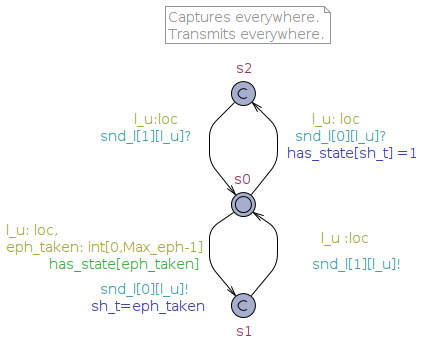 Captures everywhere.
Transmits everywhere.
s2
C
l_u:loc
snd_l[1][l_u]?
l_u: loc
snd_l[0][l_u]?
has_state[sh_t] =1
s0
l_u: loc,
eph_taken: int[0,Max_eph-1]
has_state[eph_taken]
snd_l[0][l_u]!
sh_t=eph_taken
l_u :loc
snd_l[1][l_u]!
C
s1